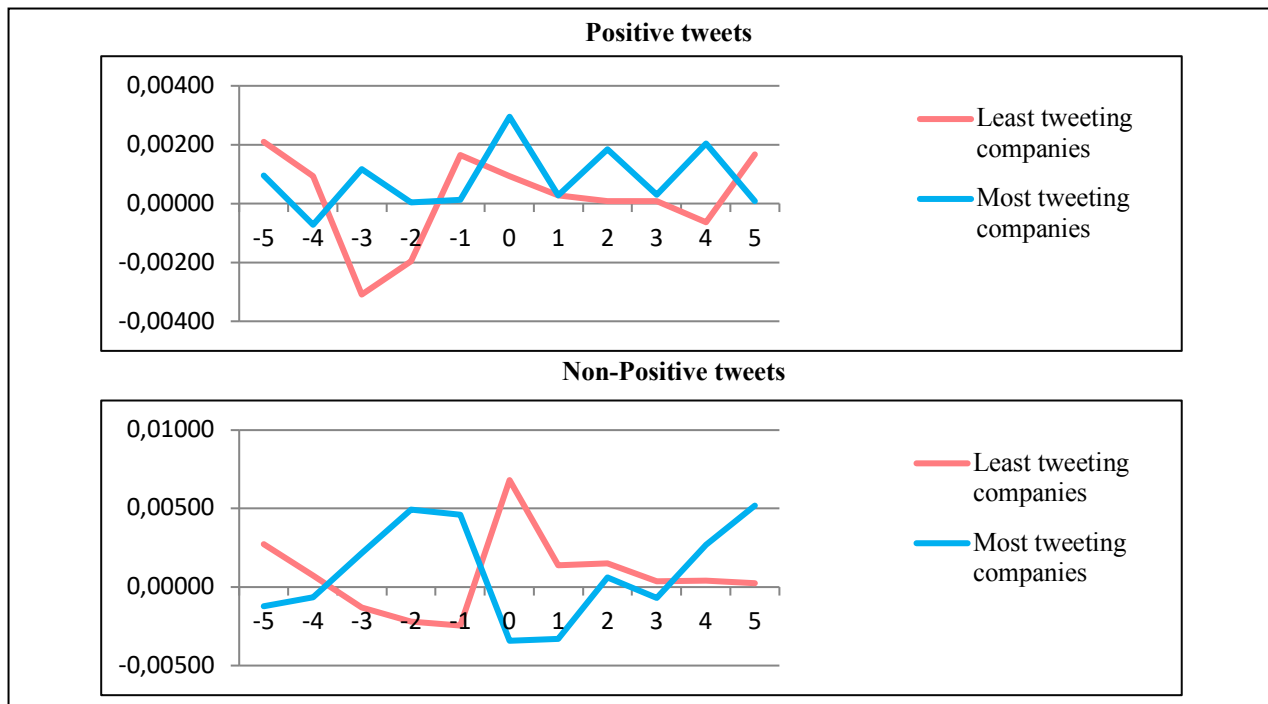 Positive tweets
0,00400
0,00200
0,00000
-0,00200
-0,00400
-5 -4 -3 -2 -1 0 1 2 3 4 5
Least tweeting
companies
Most tweeting
companies
Non-Positive tweets
0,01000
0,00500
0,00000
-0,00500
-5 -4 -3 -2 -1 0 1 2 3 4 5
Least tweeting
companies
Most tweeting
companies